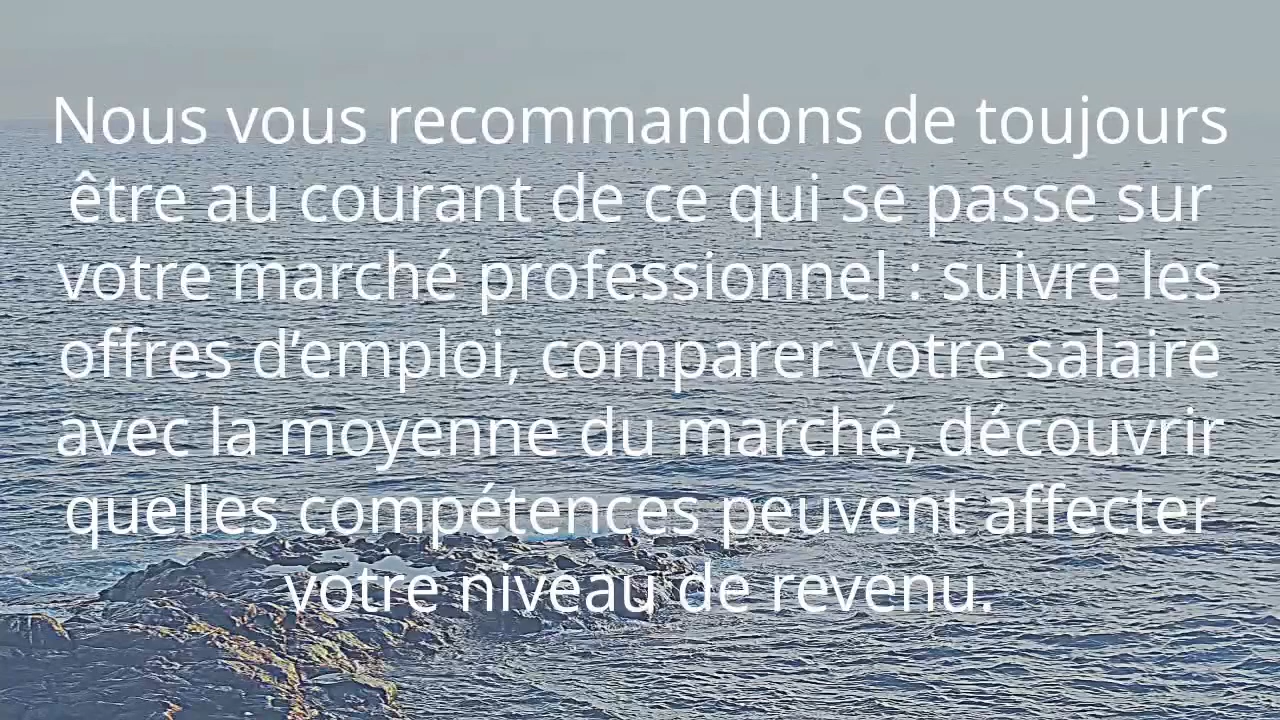 Nous vous recommandons de toujours
être au courant de ce qui se passe sur
votre marché professionnel : suivre les
offres d’emploi, comparer votre salaire
avec la moyenne du marché, découvrir
quelles compétences peuvent affecter
votre niveau de revenu.